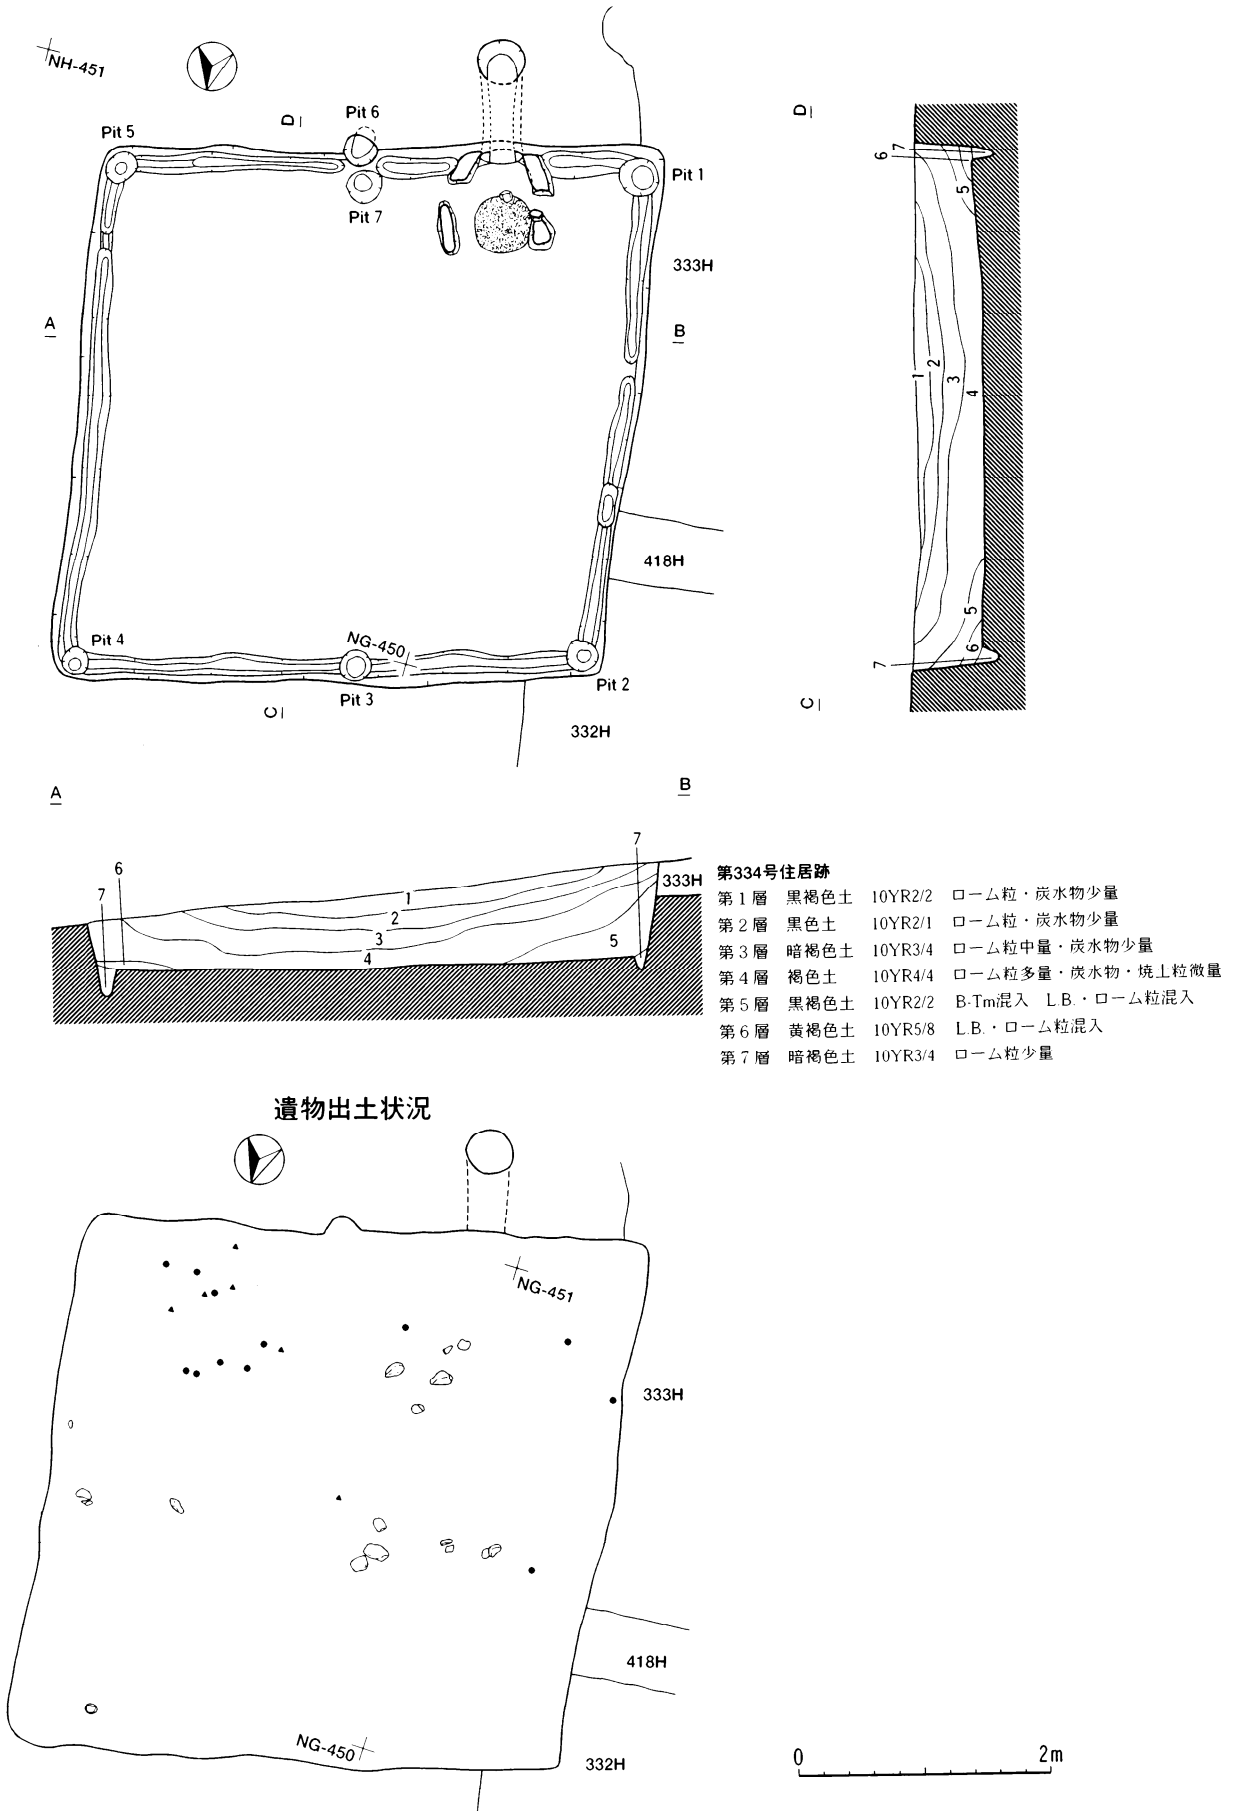 NH-451
Pit 5
D
Pit 6
Pit 7
Pit 1
333H
A
B
418H
Pit 4
NG-450
Pit 3
Pit 2
C
332H
D
6
7
5
1
2
3
4
5
6
7
C
A
B
7
6
1
2
3
4
5
7
333H
第334号住居跡
第1層 黒褐色土 10YR2/2 ローム粒・炭水物少量
第2層 黒色土 10YR2/1 ローム粒・炭水物少量
第3層 暗褐色土 10YR3/4 ローム粒中量・炭水物少量
第4層 褐色土 10YR4/4 ローム粒多量・炭水物・焼土粒微量
第5層 黒褐色土 10YR2/2 B-Tm混入 L.B.・ローム粒混入
第6層 黄褐色土 10YR5/8 L.B.・ローム粒混入
第7層 暗褐色土 10YR3/4 ローム粒少量
遺物出土状況
NG-451
333H
418H
NG-450
332H
0 2m